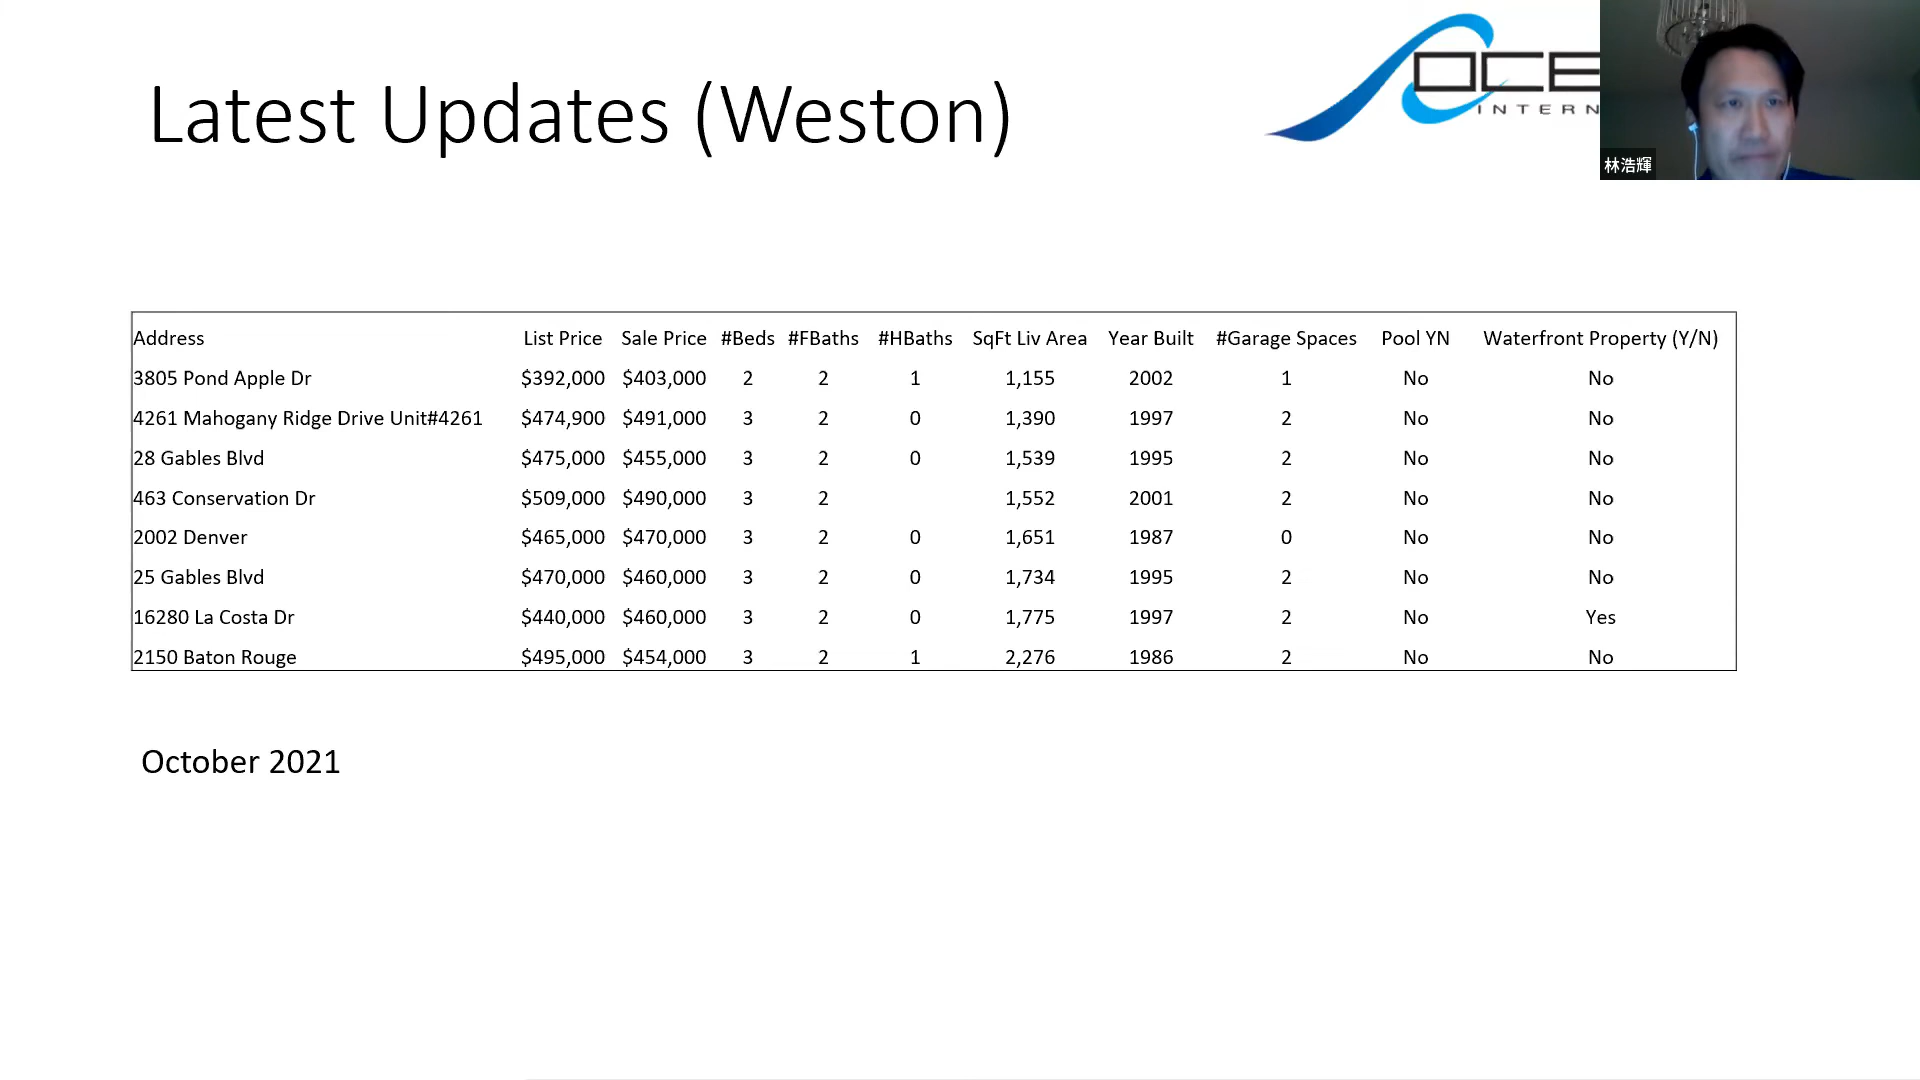 Latest Updates (Weston)
林浩輝
Address List Price Sale Price #Beds #FBaths #HBaths SqFt Liv Area Year Built #Garage Spaces Pool YN Waterfront Property (Y/N)
3805 Pond Apple Dr $392,000 $403,000 2 2 1 1,155 2002 1 No No
4261 Mahogany Ridge Drive Unit#4261 $474,900 $491,000 3 2 0 1,390 1997 2 No No
28 Gables Blvd $475,000 $455,000 3 2 0 1,539 1995 2 No No
463 Conservation Dr $509,000 $490,000 3 2 1,552 2001 2 No No
2002 Denver $465,000 $470,000 3 2 0 1,651 1987 0 No No
25 Gables Blvd $470,000 $460,000 3 2 0 1,734 1995 2 No No
16280 La Costa Dr $440,000 $460,000 3 2 0 1,775 1997 2 No Yes
2150 Baton Rouge $495,000 $454,000 3 2 1 2,276 1986 2 No No
October 2021